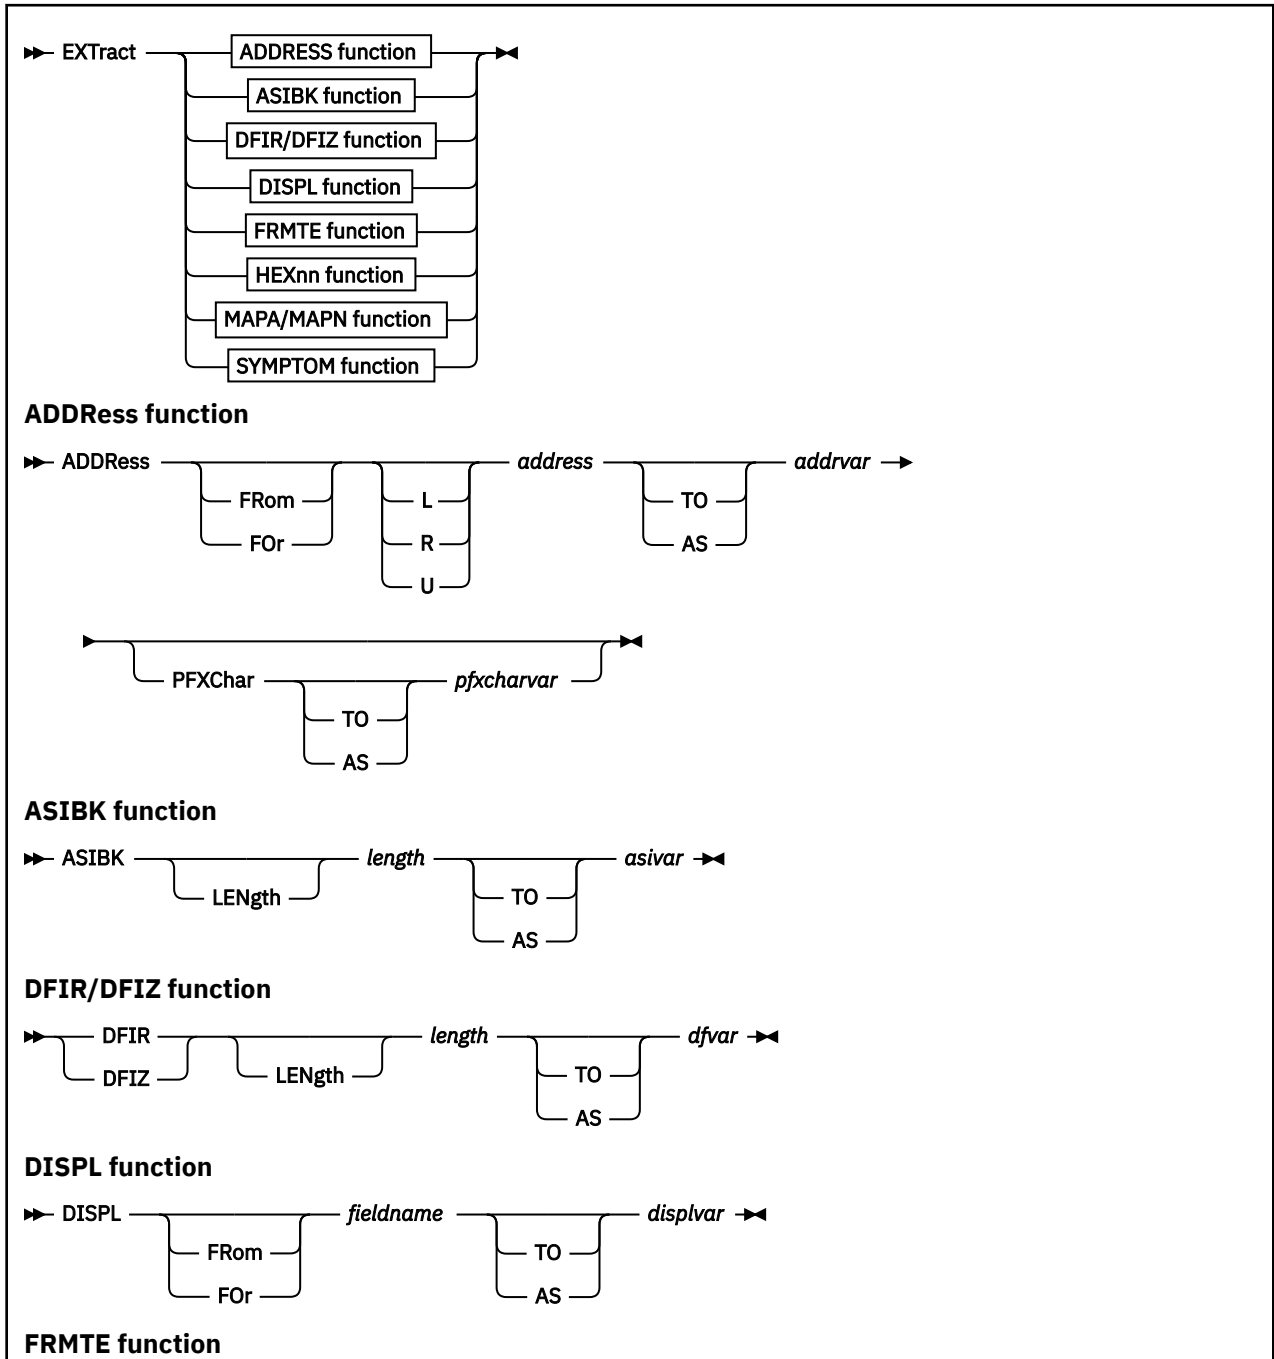 EXTract ADDRESS function
ASIBK function
DFIR/DFIZ function
DISPL function
FRMTE function
HEXnn function
MAPA/MAPN function
SYMPTOM function
ADDRess function
ADDRess address addrvar
FRom L TO
FOr R AS
U
PFXChar pfxcharvar
TO
AS
ASIBK function
ASIBK length asivar
LENgth TO
AS
DFIR/DFIZ function
DFIR length dfvar
DFIZ LENgth TO
AS
DISPL function
DISPL fieldname displvar
FRom TO
FOr AS
FRMTE function